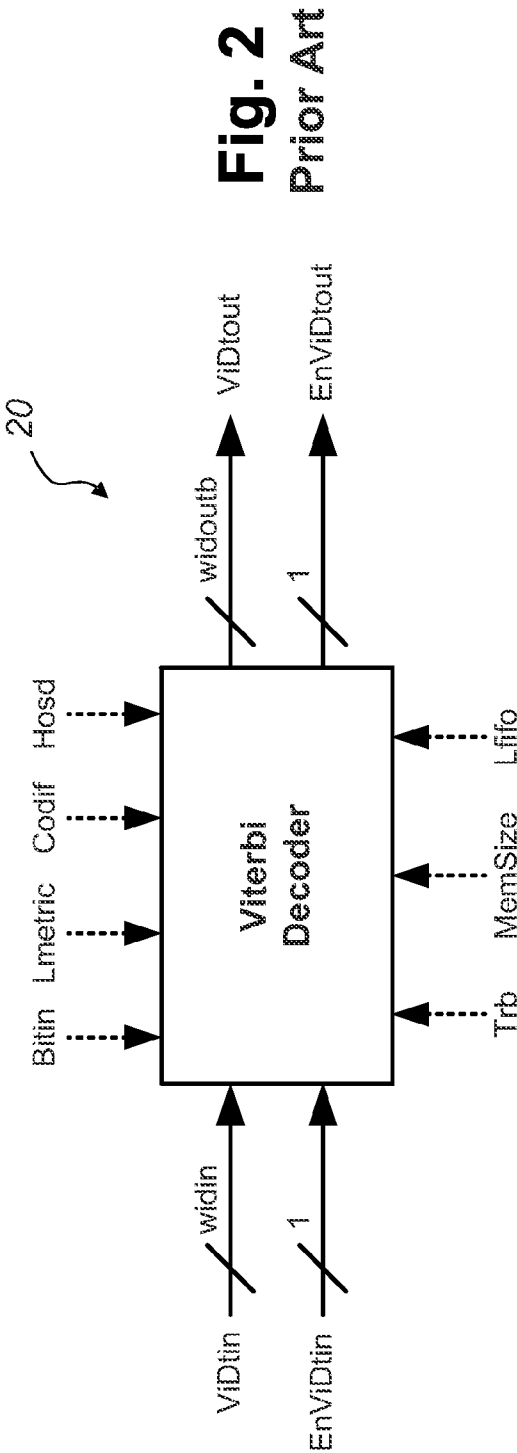 20
Bitin Lmetric Codif Hosd
ViDtin widin widoutb ViDtout
Viterbi
Decoder
EnViDtin 1 1 EnViDtout
Trb MemSize Lfifo
Fig. 2
Prior Art